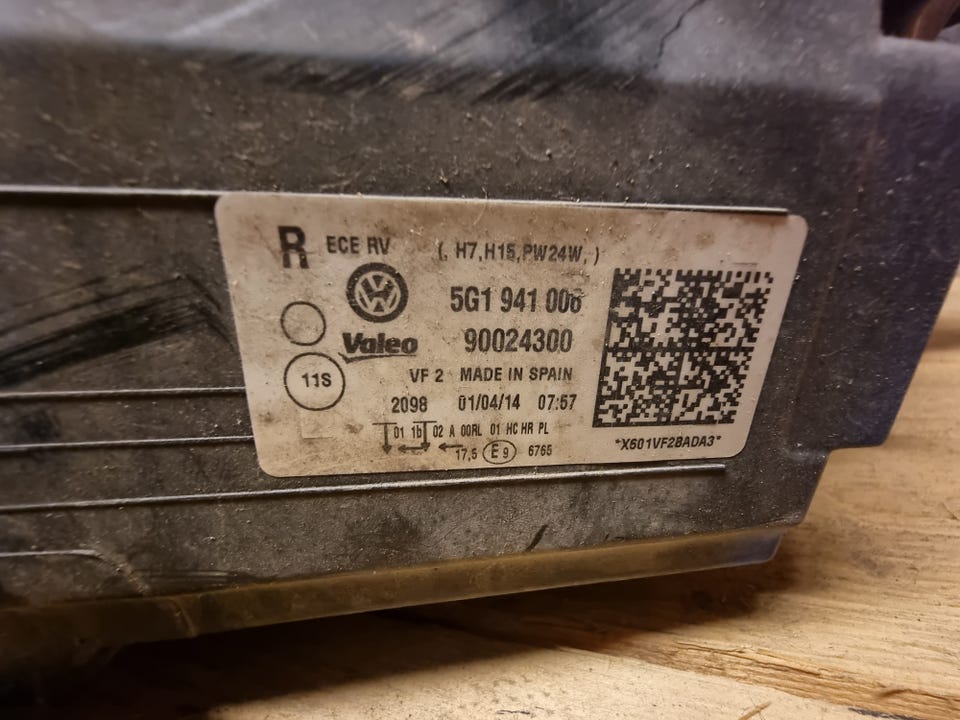 R ECE RV (, H7,H15,PW24W, )
5G1 941 006
Valeo 90024300
11S
VF 2 MADE IN SPAIN
2098 01/04/14 07:57
01 1b 02 A 00RL 01 HC HR PL
17,5 E9 6765
*X601VF28ADA3*